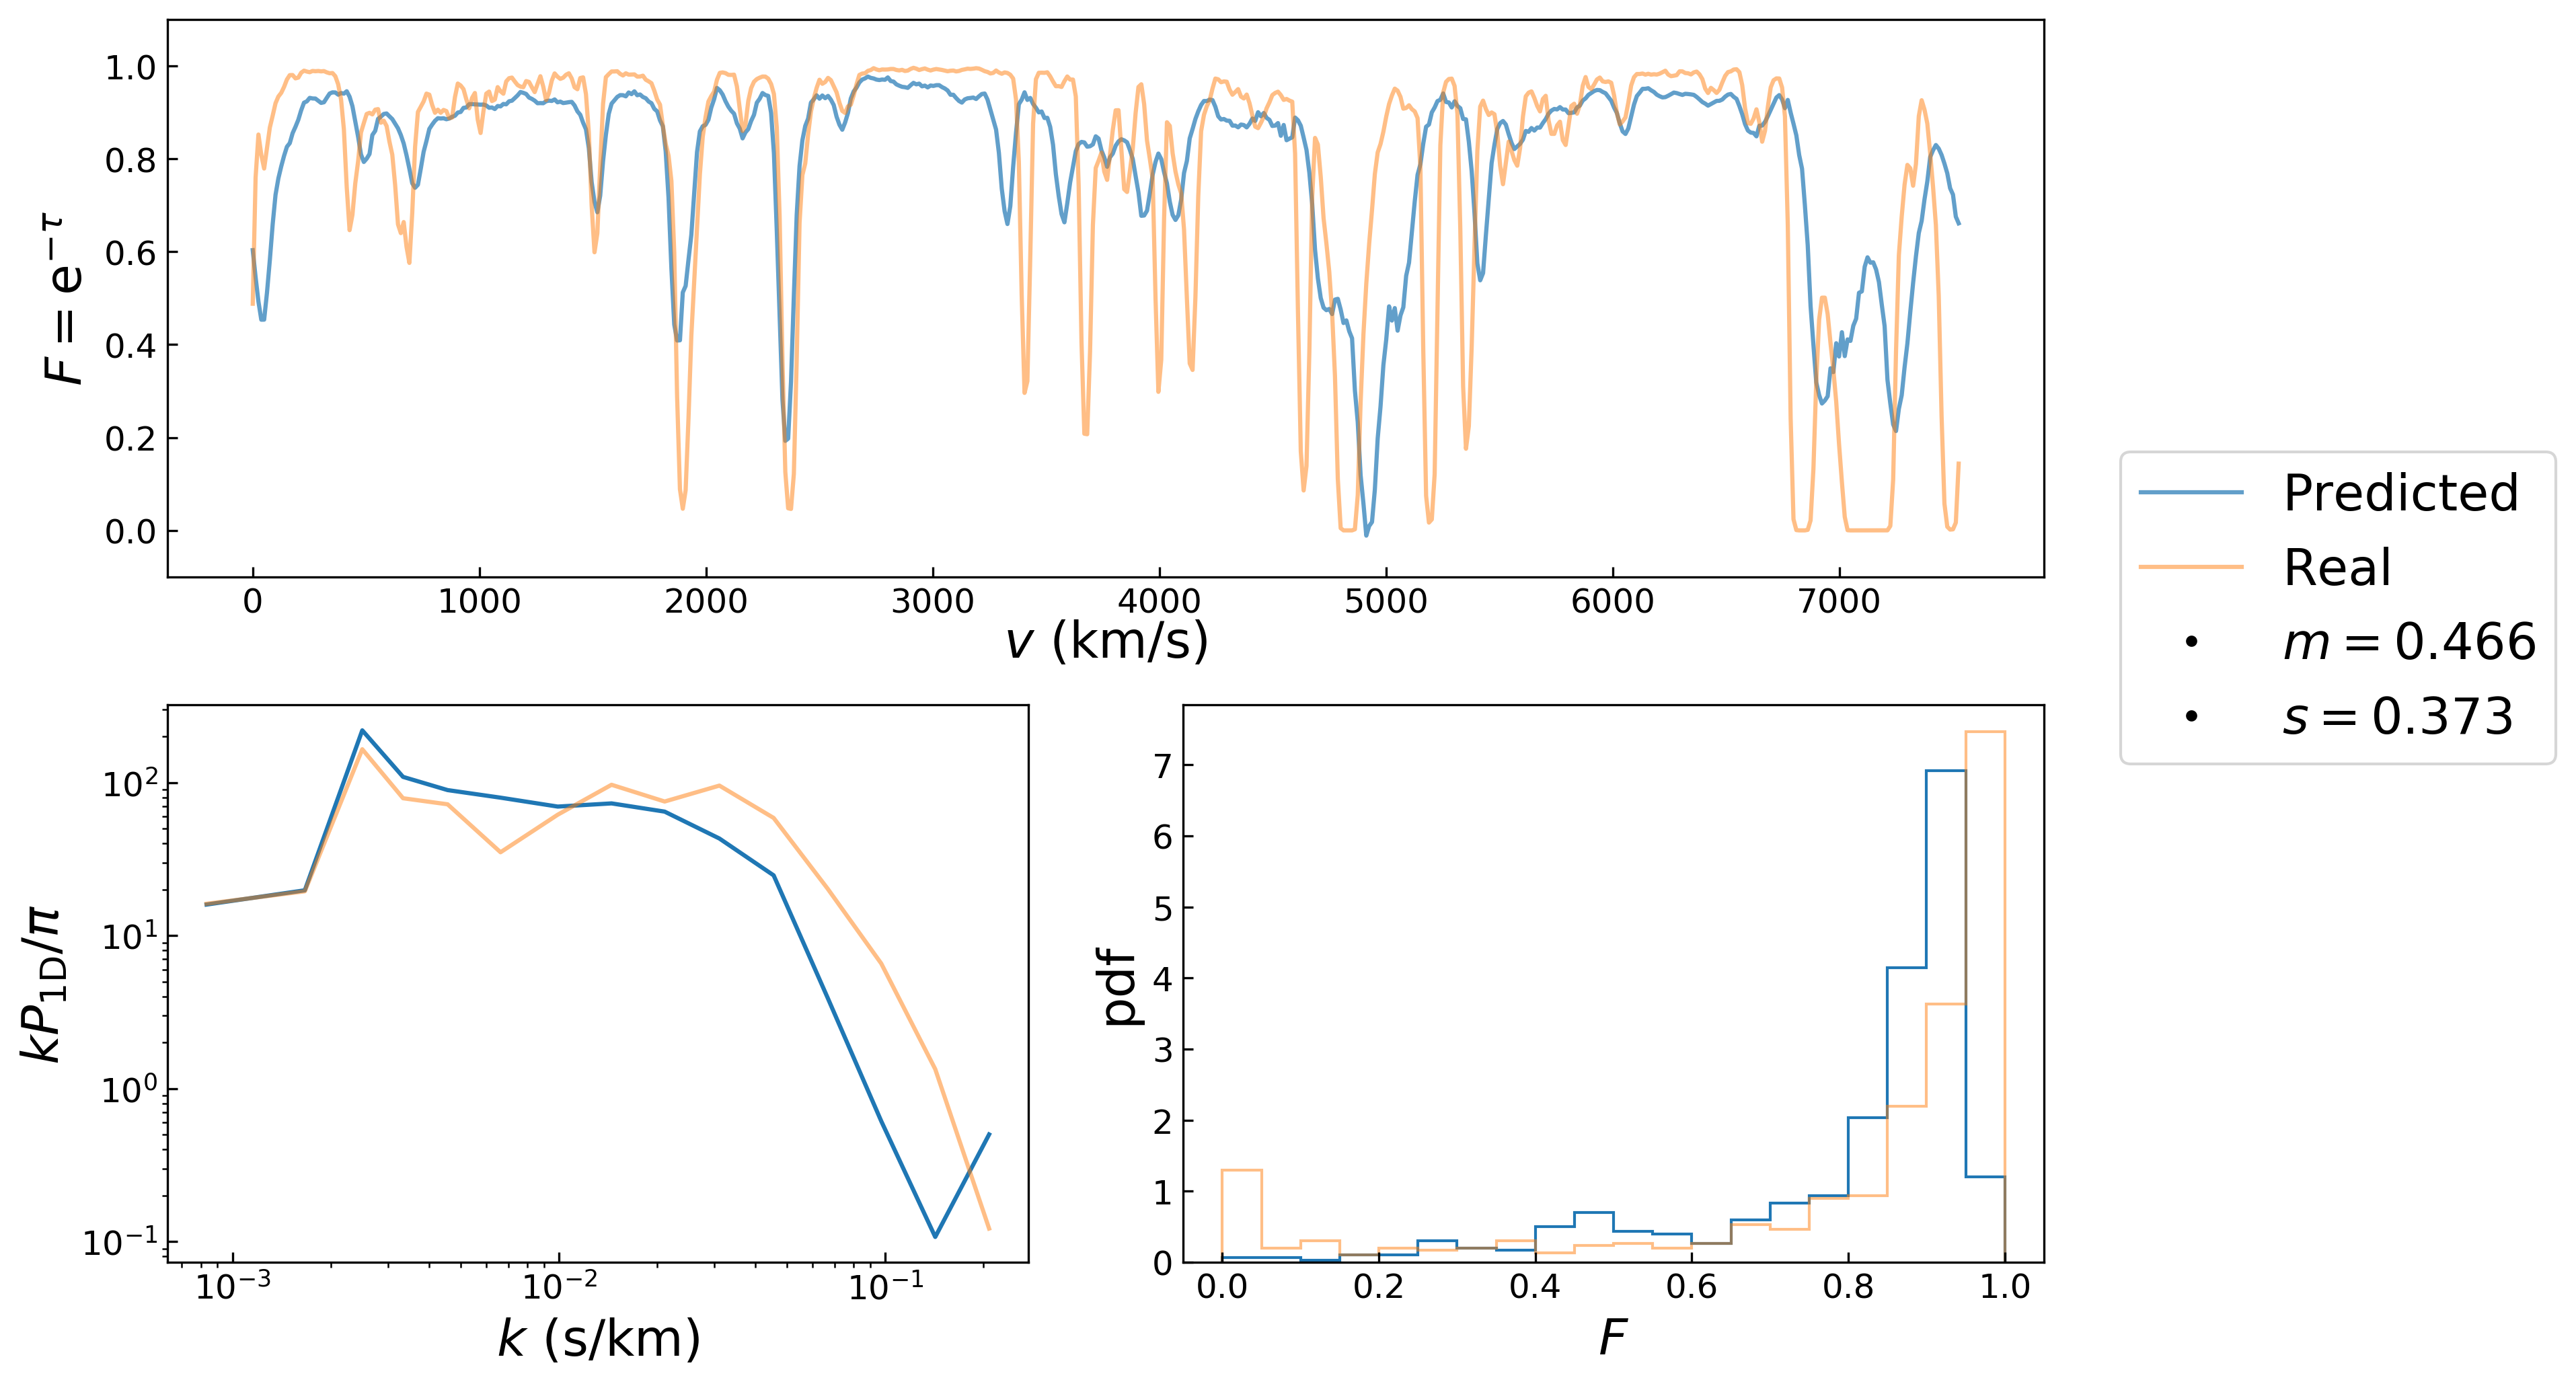 1.0
0.8
0.6
0.4
0.2
0.0
F = e^{-τ}
0 1000 2000 3000 4000 5000 6000 7000
v (km/s)
Predicted
Real
m = 0.466
s = 0.373
10^2
10^1
10^0
10^{-1}
kP_{1D}/π
10^{-3} 10^{-2} 10^{-1}
k (s/km)
7
6
5
4
3
2
1
0
pdf
0.0 0.2 0.4 0.6 0.8 1.0
F